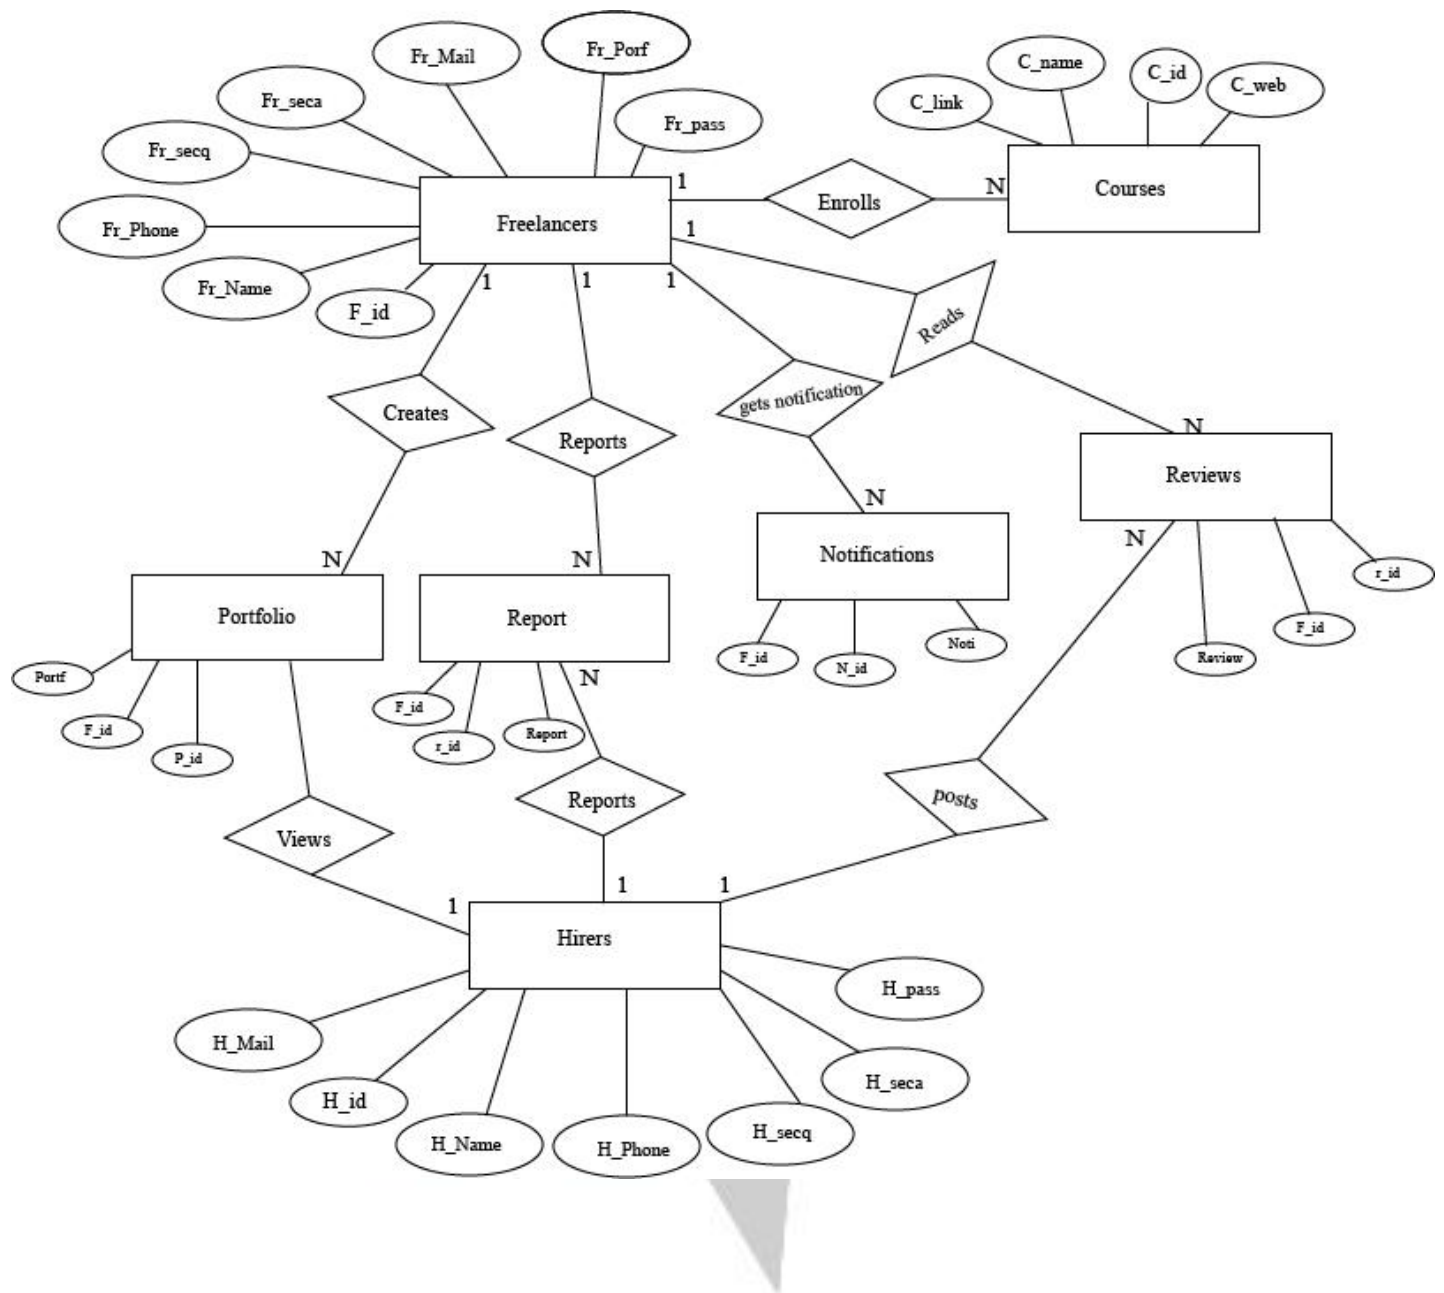 Fr_Mail
Fr_Porf
Fr_seca
Fr_pass
Fr_secq
Fr_Phone
Fr_Name
F_id
Freelancers
C_name
C_id
C_web
C_link
Courses
1
Enrolls
N
1
1
1
1
Reads
gets notification
Creates
Reports
N
N
N
N
Reviews
N
Notifications
Portfolio
Report
r_id
F_id
Review
F_id
N_id
Noti
Portf
F_id
P_id
F_id
r_id
Report
N
Views
Reports
posts
1
1
1
Hirers
H_Mail
H_id
H_Name
H_Phone
H_secq
H_seca
H_pass